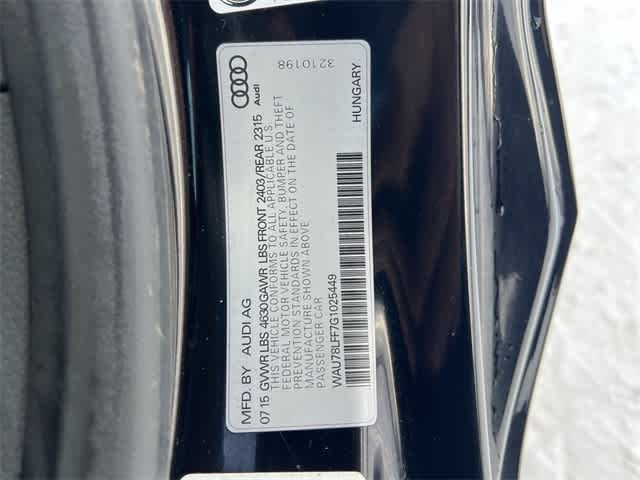 MFD. BY AUDI AG
07 15 GVWR LBS 4630 GAWR LBS FRONT 2403/REAR 2315
THIS VEHICLE CONFORMS TO ALL APPLICABLE U.S.
FEDERAL MOTOR VEHICLE SAFETY, BUMPER AND THEFT
PREVENTION STANDARDS IN EFFECT ON THE DATE OF
MANUFACTURE SHOWN ABOVE
PASSENGER CAR
WAU78LFF7G1025449
Audi
HUNGARY
3210198